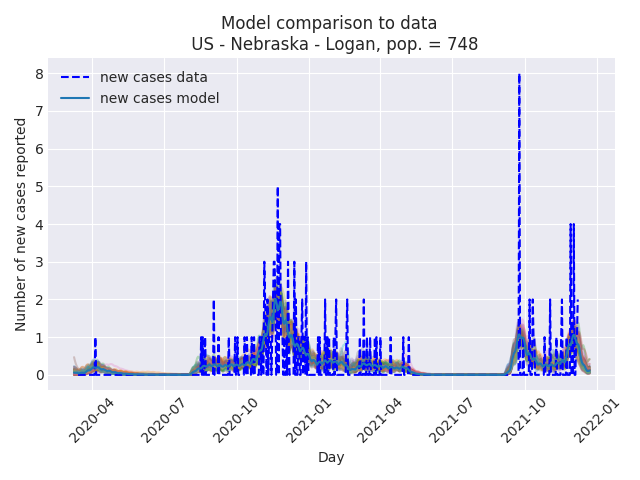 Model comparison to data
US - Nebraska - Logan, pop. = 748
new cases data
new cases model
Number of new cases reported
8
7
6
5
4
3
2
1
0
2020-04
2020-07
2020-10
2021-01
2021-04
2021-07
2021-10
2022-01
Day